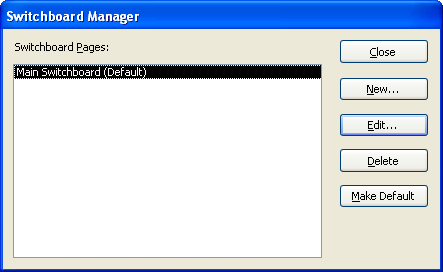 Switchboard Manager
Switchboard Pages:
Main Switchboard (Default)
Close
New...
Edit...
Delete
Make Default